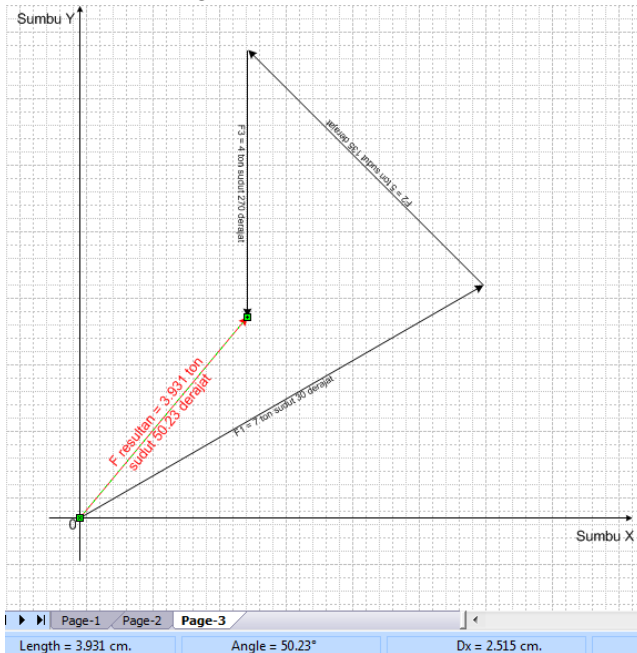 Sumbu Y
F3 = 4 ton sudut 270 derajat
F2 = 5 ton sudut 135 derajat
F resultan = 3.931 ton
sudut 50.23 derajat
F1 = 7 ton sudut 30 derajat
0
Sumbu X
Page-1 Page-2 Page-3
Length = 3.931 cm. Angle = 50.23° Dx = 2.515 cm.